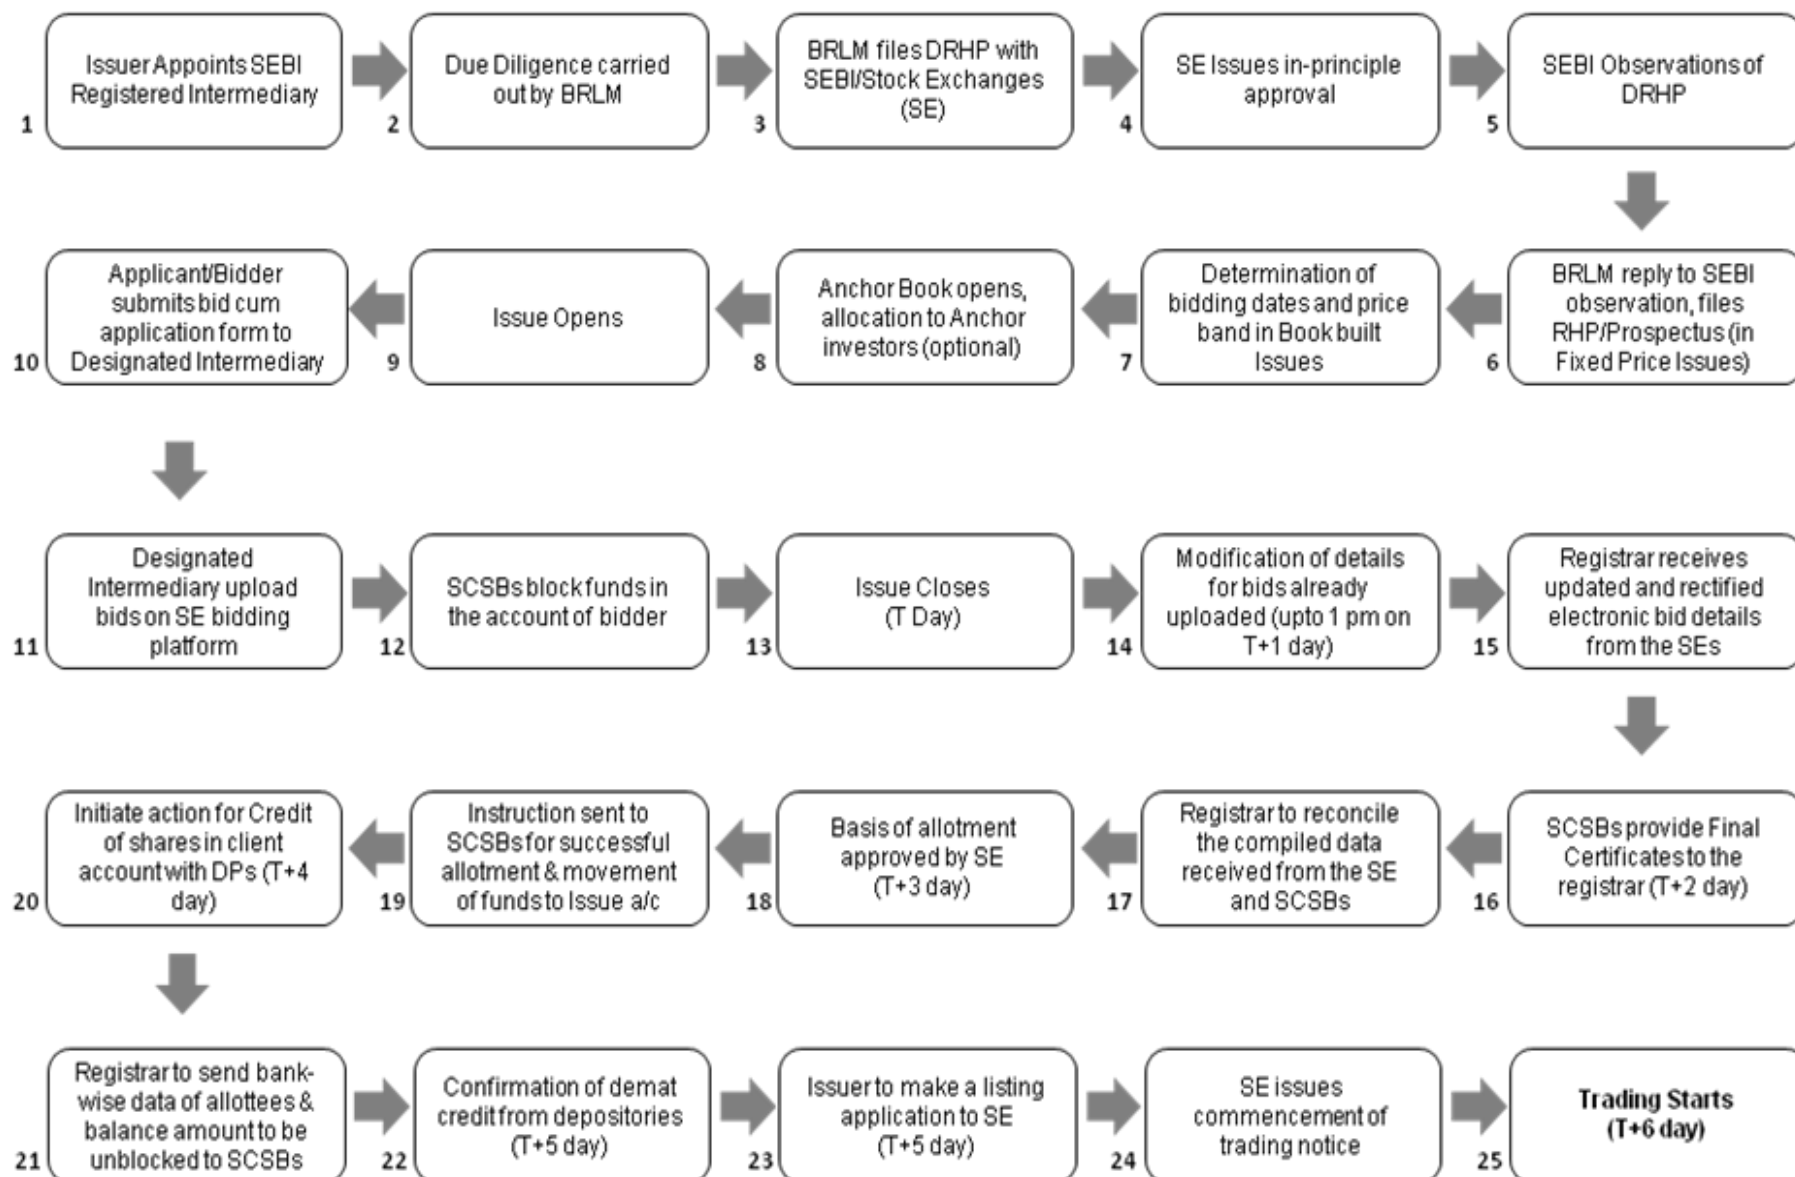 Issuer Appoints SEBI
Registered Intermediary
1
Due Diligence carried
out by BRLM
2
BRLM files DRHP with
SEBI/Stock Exchanges
(SE)
3
SE Issues in-principle
approval
4
SEBI Observations of
DRHP
5
BRLM reply to SEBI
observation, files
RHP/Prospectus (in
Fixed Price Issues)
6
Determination of
bidding dates and price
band in Book built
Issues
7
Anchor Book opens,
allocation to Anchor
investors (optional)
8
Issue Opens
9
Applicant/Bidder
submits bid cum
application form to
Designated Intermediary
10
Designated
Intermediary upload
bids on SE bidding
platform
11
SCSBs block funds in
the account of bidder
12
Issue Closes
(T Day)
13
Modification of details
for bids already
uploaded (upto 1 pm on
T+1 day)
14
Registrar receives
updated and rectified
electronic bid details
from the SEs
15
SCSBs provide Final
Certificates to the
registrar (T+2 day)
16
Registrar to reconcile
the compiled data
received from the SE
and SCSBs
17
Basis of allotment
approved by SE
(T+3 day)
18
Instruction sent to
SCSBs for successful
allotment & movement
of funds to Issue a/c
19
Initiate action for Credit
of shares in client
account with DPs (T+4
day)
20
Registrar to send bank-
wise data of allottees &
balance amount to be
unblocked to SCSBs
21
Confirmation of demat
credit from depositories
(T+5 day)
22
Issuer to make a listing
application to SE
(T+5 day)
23
SE issues
commencement of
trading notice
24
Trading Starts
(T+6 day)
25